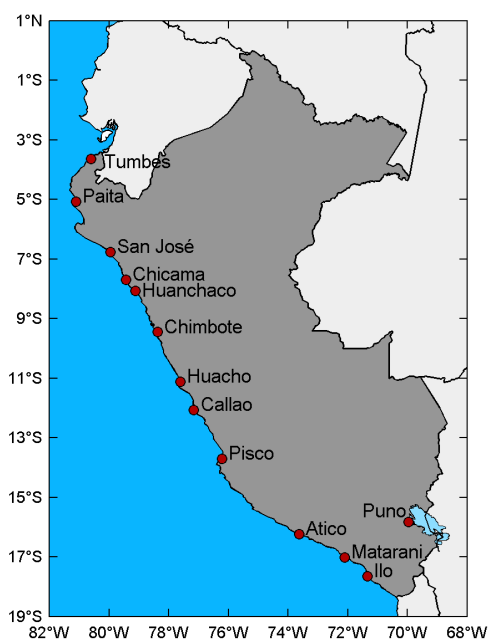 1°N
1°S
3°S
Tumbes
5°S
Paita
7°S
San José
Chicama
Huanchaco
9°S
Chimbote
11°S
Huacho
Callao
13°S
Pisco
15°S
Puno
Atico
17°S
Matarani
Ilo
19°S
82°W 80°W 78°W 76°W 74°W 72°W 70°W 68°W